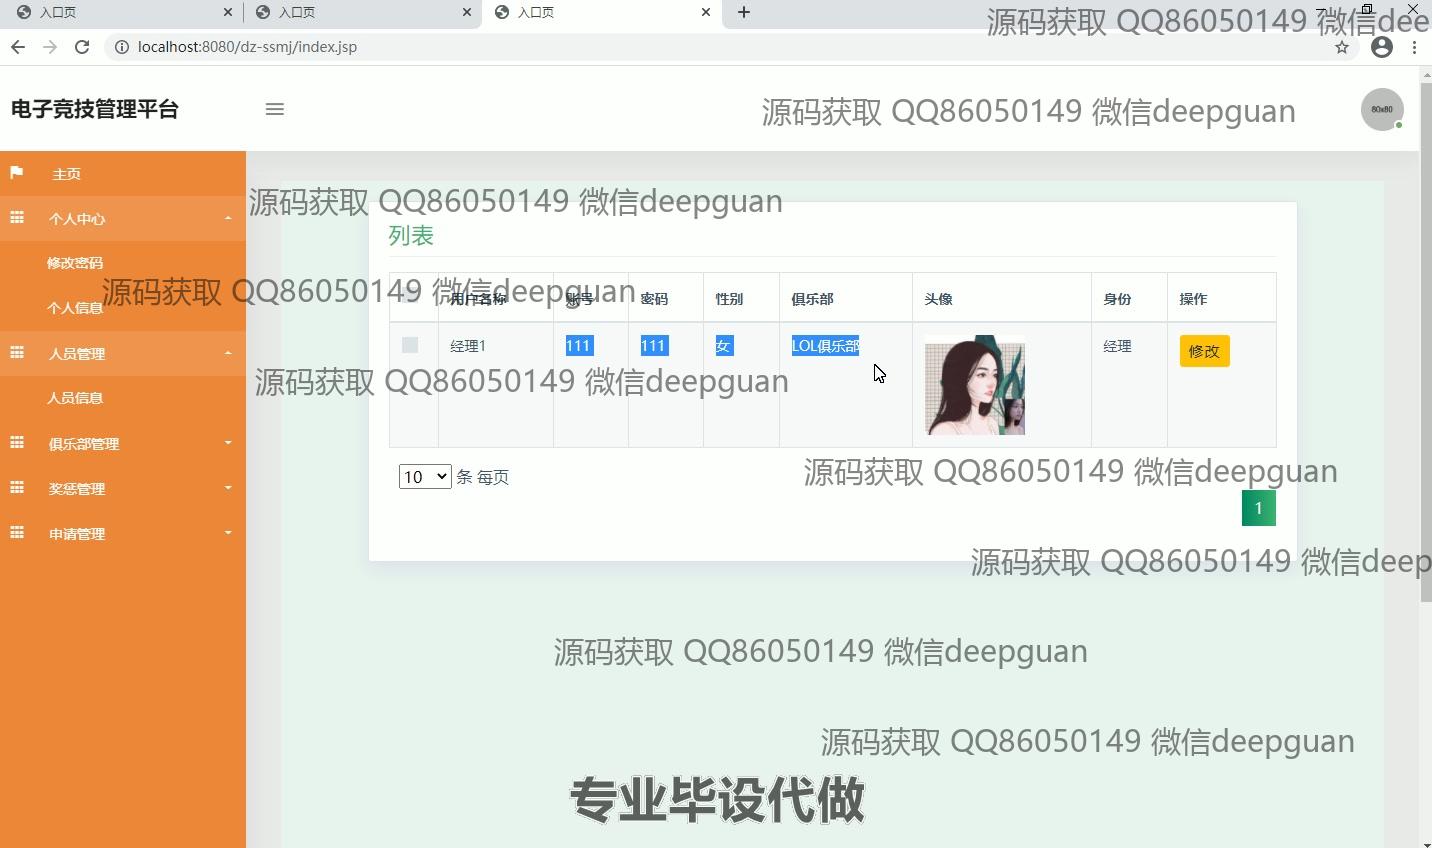 入口页
入口页
入口页
源码获取 QQ86050149 微信dee
localhost:8080/dz-ssmj/index.jsp
电子竞技管理平台
源码获取 QQ86050149 微信deepguan
80x80
主页
个人中心
源码获取 QQ86050149 微信deepguan
列表
修改密码
源码获取 QQ86050149 微信deepguan
用户名称 账号 密码 性别 俱乐部 头像 身份 操作
个人信息
人员管理
经理1 111 111 女 LOL俱乐部 经理 修改
源码获取 QQ86050149 微信deepguan
人员信息
俱乐部管理
源码获取 QQ86050149 微信deepguan
10 条 每页
奖惩管理
1
申请管理
源码获取 QQ86050149 微信deep
源码获取 QQ86050149 微信deepguan
源码获取 QQ86050149 微信deepguan
专业毕设代做